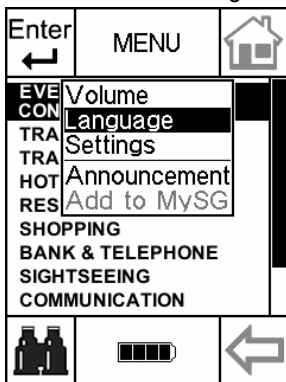 Enter
MENU
EVE
CON
TRA
TRA
HOT
RES
Volume
Language
Settings
Announcement
Add to MySG
SHOPPING
BANK & TELEPHONE
SIGHTSEEING
COMMUNICATION